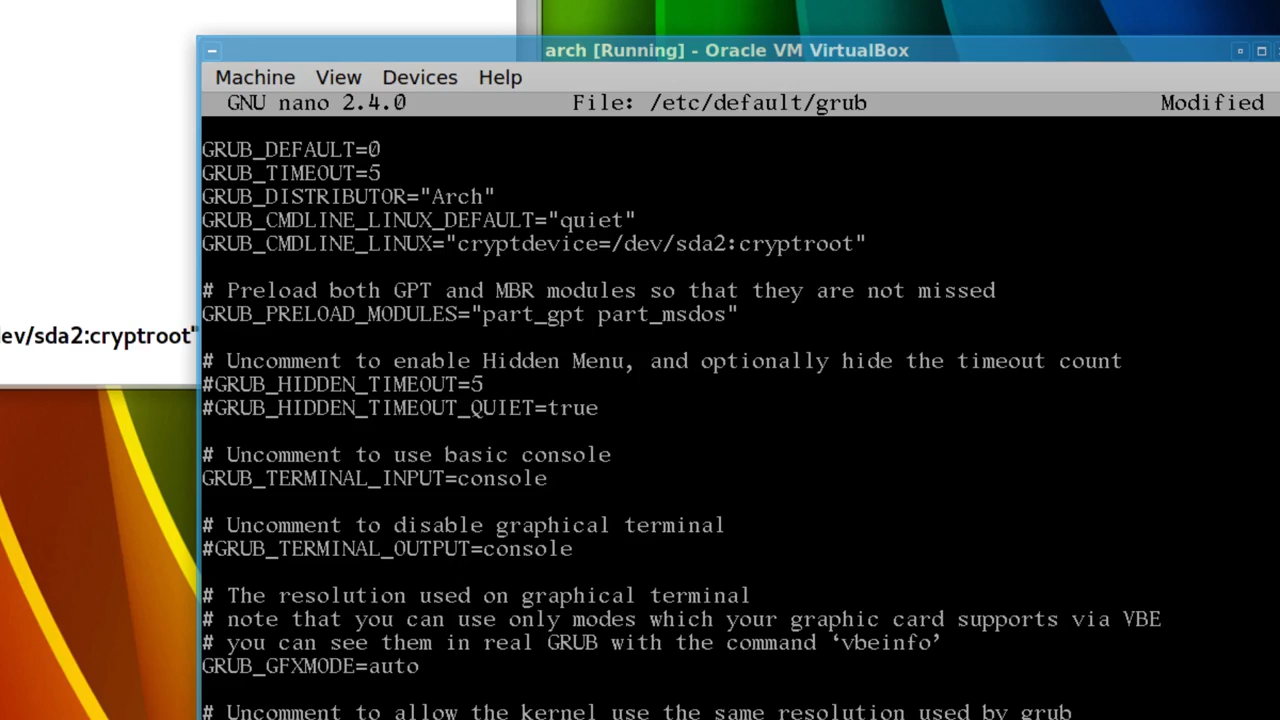 arch [Running] - Oracle VM VirtualBox
Machine View Devices Help
GNU nano 2.4.0 File: /etc/default/grub Modified
GRUB_DEFAULT=0
GRUB_TIMEOUT=5
GRUB_DISTRIBUTOR="Arch"
GRUB_CMDLINE_LINUX_DEFAULT="quiet"
GRUB_CMDLINE_LINUX="cryptdevice=/dev/sda2:cryptroot"
# Preload both GPT and MBR modules so that they are not missed
GRUB_PRELOAD_MODULES="part_gpt part_msdos"
ev/sda2:cryptroot"
# Uncomment to enable Hidden Menu, and optionally hide the timeout count
#GRUB_HIDDEN_TIMEOUT=5
#GRUB_HIDDEN_TIMEOUT_QUIET=true
# Uncomment to use basic console
GRUB_TERMINAL_INPUT=console
# Uncomment to disable graphical terminal
#GRUB_TERMINAL_OUTPUT=console
# The resolution used on graphical terminal
# note that you can use only modes which your graphic card supports via VBE
# you can see them in real GRUB with the command ‘vbeinfo’
GRUB_GFXMODE=auto
# Uncomment to allow the kernel use the same resolution used by grub